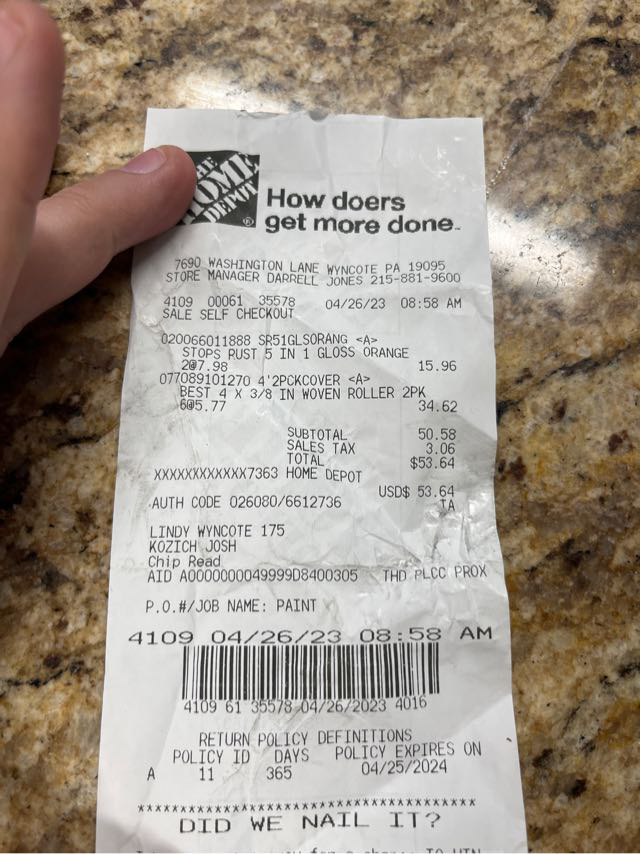 THE
HOME
DEPOT
How doers
get more done.
7690 WASHINGTON LANE WYNCOTE PA 19095
STORE MANAGER DARRELL JONES 215-881-9600
4109 00061 35578 04/26/23 08:58 AM
SALE SELF CHECKOUT
020066011888 SR51GLSORANG <A>
STOPS RUST 5 IN 1 GLOSS ORANGE
2@7.98 15.96
077089101270 4'2PCKCOVER <A>
BEST 4 X 3/8 IN WOVEN ROLLER 2PK
6@5.77 34.62
SUBTOTAL 50.58
SALES TAX 3.06
TOTAL $53.64
XXXXXXXXXXXX7363 HOME DEPOT
USD$ 53.64
AUTH CODE 026080/6612736 TA
LINDY WYNCOTE 175
KOZICH JOSH
Chip Read
AID A0000000049999D8400305 THD PLCC PROX
P.O.#/JOB NAME: PAINT
4109 04/26/23 08:58 AM
4109 61 35578 04/26/2023 4016
RETURN POLICY DEFINITIONS
POLICY ID DAYS POLICY EXPIRES ON
A 11 365 04/25/2024
****************************************
DID WE NAIL IT?